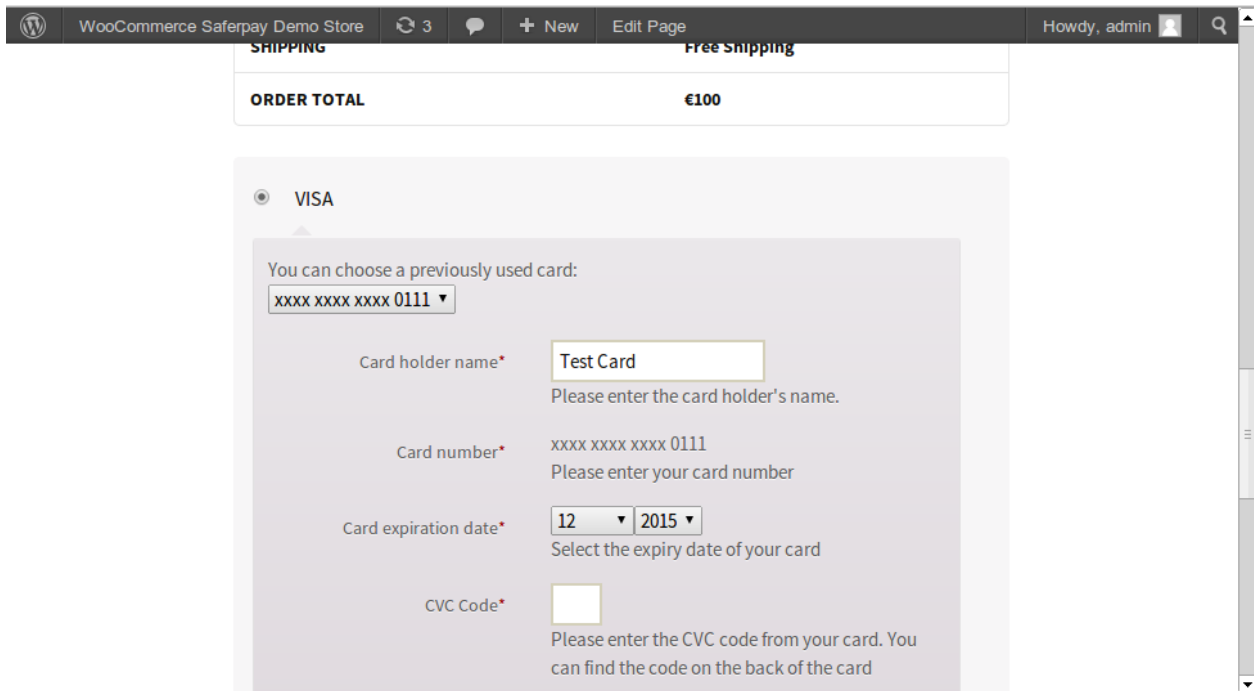 WooCommerce Saferpay Demo Store 3 + New Edit Page Howdy, admin
SHIPPING Free Shipping
ORDER TOTAL €100
VISA
You can choose a previously used card:
xxxx xxxx xxxx 0111
Card holder name* Test Card
Please enter the card holder's name.
Card number* xxxx xxxx xxxx 0111
Please enter your card number
Card expiration date* 12 2015
Select the expiry date of your card
CVC Code*
Please enter the CVC code from your card. You
can find the code on the back of the card